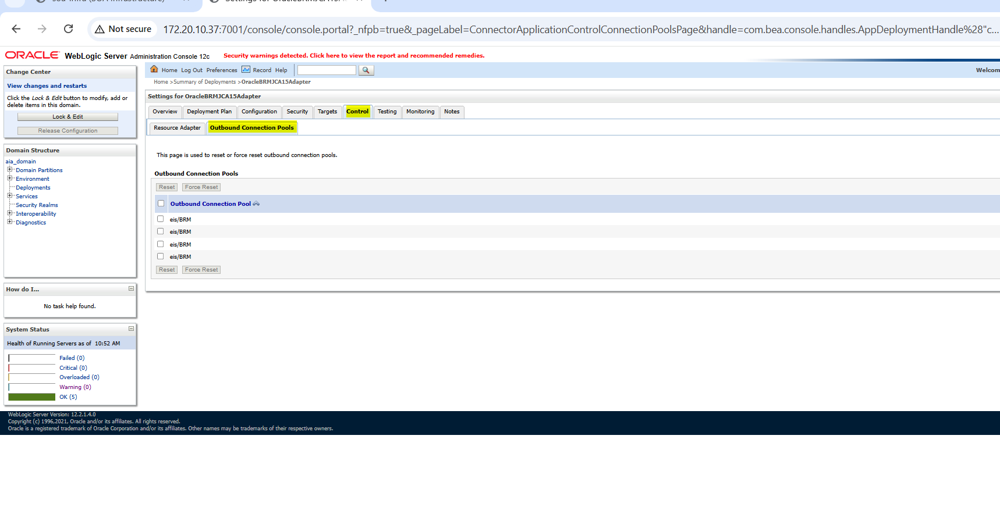 Not secure
172.20.10.37:7001/console/console.portal?_nfpb=true&_pageLabel=ConnectorApplicationControlConnectionPoolsPage&handle=com.bea.console.handles.AppDeploymentHandle%28"c...
ORACLE WebLogic Server Administration Console 12c
Security warnings detected. Click here to view the report and recommended remedies.
Change Center
View changes and restarts
Click the Lock & Edit button to modify, add or
delete items in this domain.
Lock & Edit
Release Configuration
Domain Structure
aia_domain
Domain Partitions
Environment
Deployments
Services
Security Realms
Interoperability
Diagnostics
How do I...
No task help found.
System Status
Health of Running Servers as of 10:52 AM
Failed (0)
Critical (0)
Overloaded (0)
Warning (0)
OK (5)
Home Log Out Preferences Record Help
Welcom
Home >Summary of Deployments >OracleBRMJCA15Adapter
Settings for OracleBRMJCA15Adapter
Overview Deployment Plan Configuration Security Targets Control Testing Monitoring Notes
Resource Adapter Outbound Connection Pools
This page is used to reset or force reset outbound connection pools.
Outbound Connection Pools
Reset Force Reset
Outbound Connection Pool
eis/BRM
eis/BRM
eis/BRM
eis/BRM
Reset Force Reset
WebLogic Server Version: 12.2.1.4.0
Copyright (c) 1996,2021, Oracle and/or its affiliates. All rights reserved.
Oracle is a registered trademark of Oracle Corporation and/or its affiliates. Other names may be trademarks of their respective owners.